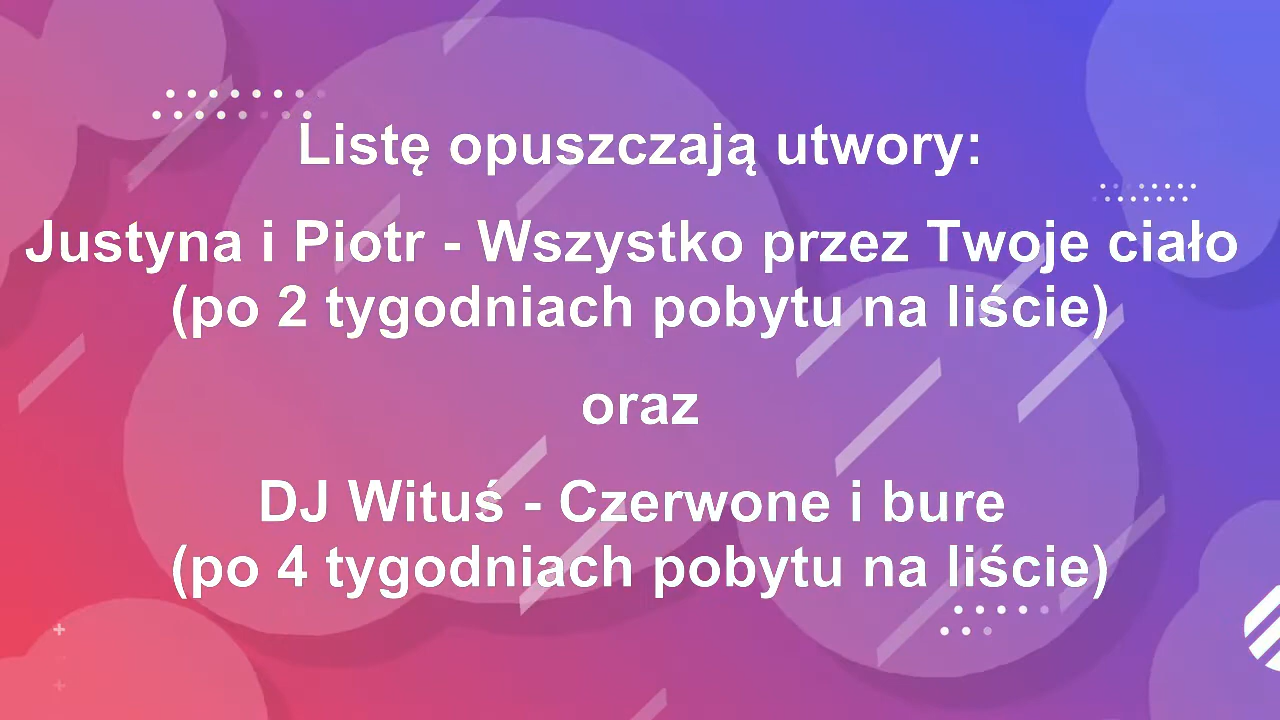 Listę opuszczają utwory:
Justyna i Piotr - Wszystko przez Twoje ciało
(po 2 tygodniach pobytu na liście)
oraz
DJ Wituś - Czerwone i bure
(po 4 tygodniach pobytu na liście)